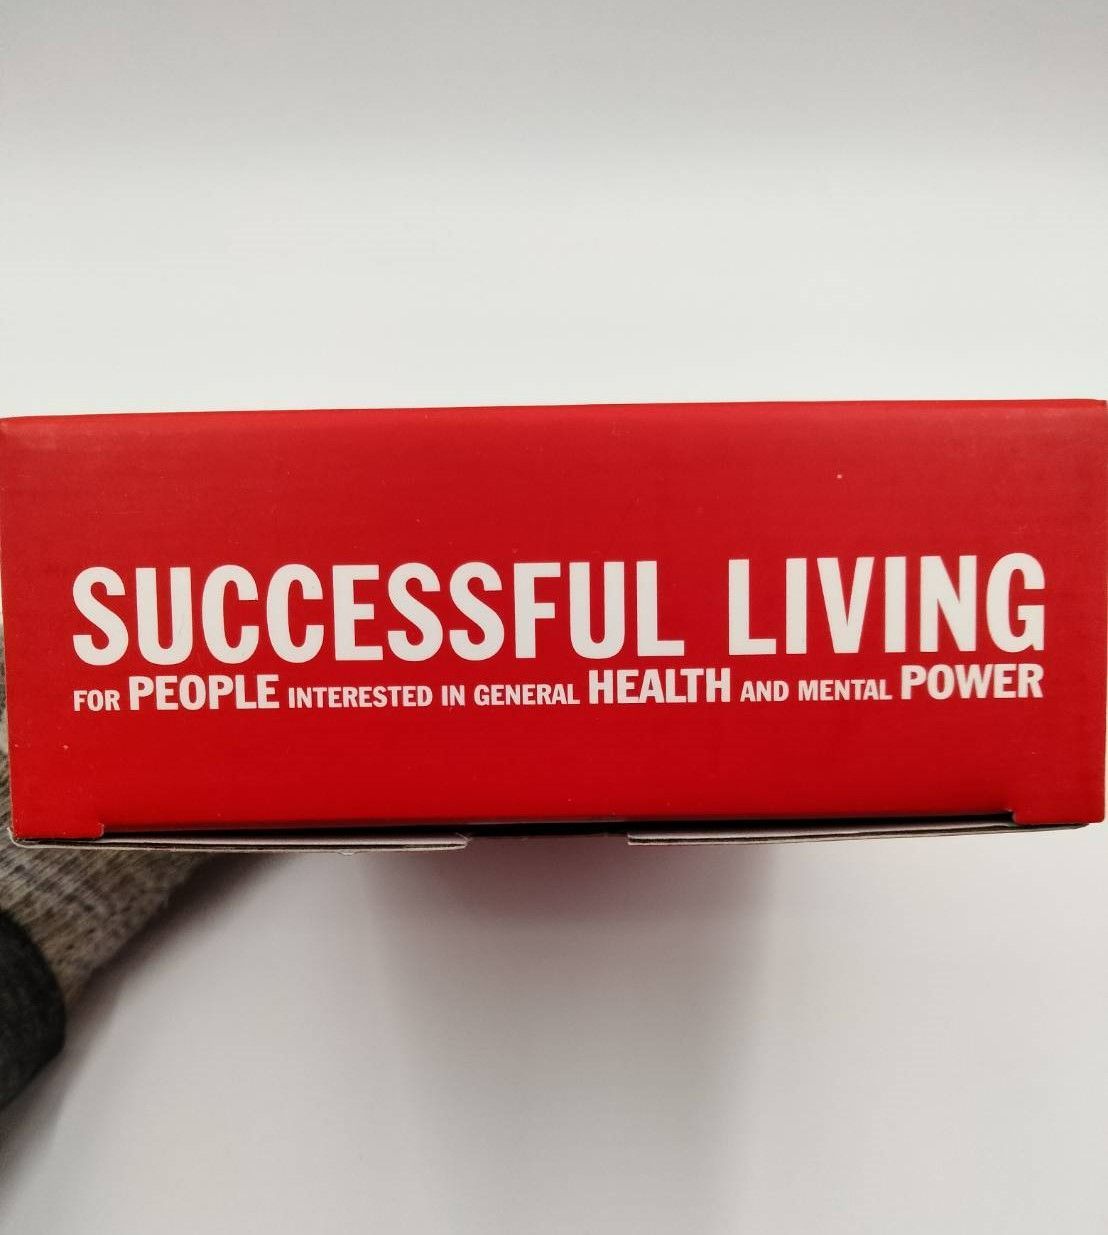 SUCCESSFUL LIVING
FOR PEOPLE INTERESTED IN GENERAL HEALTH AND MENTAL POWER